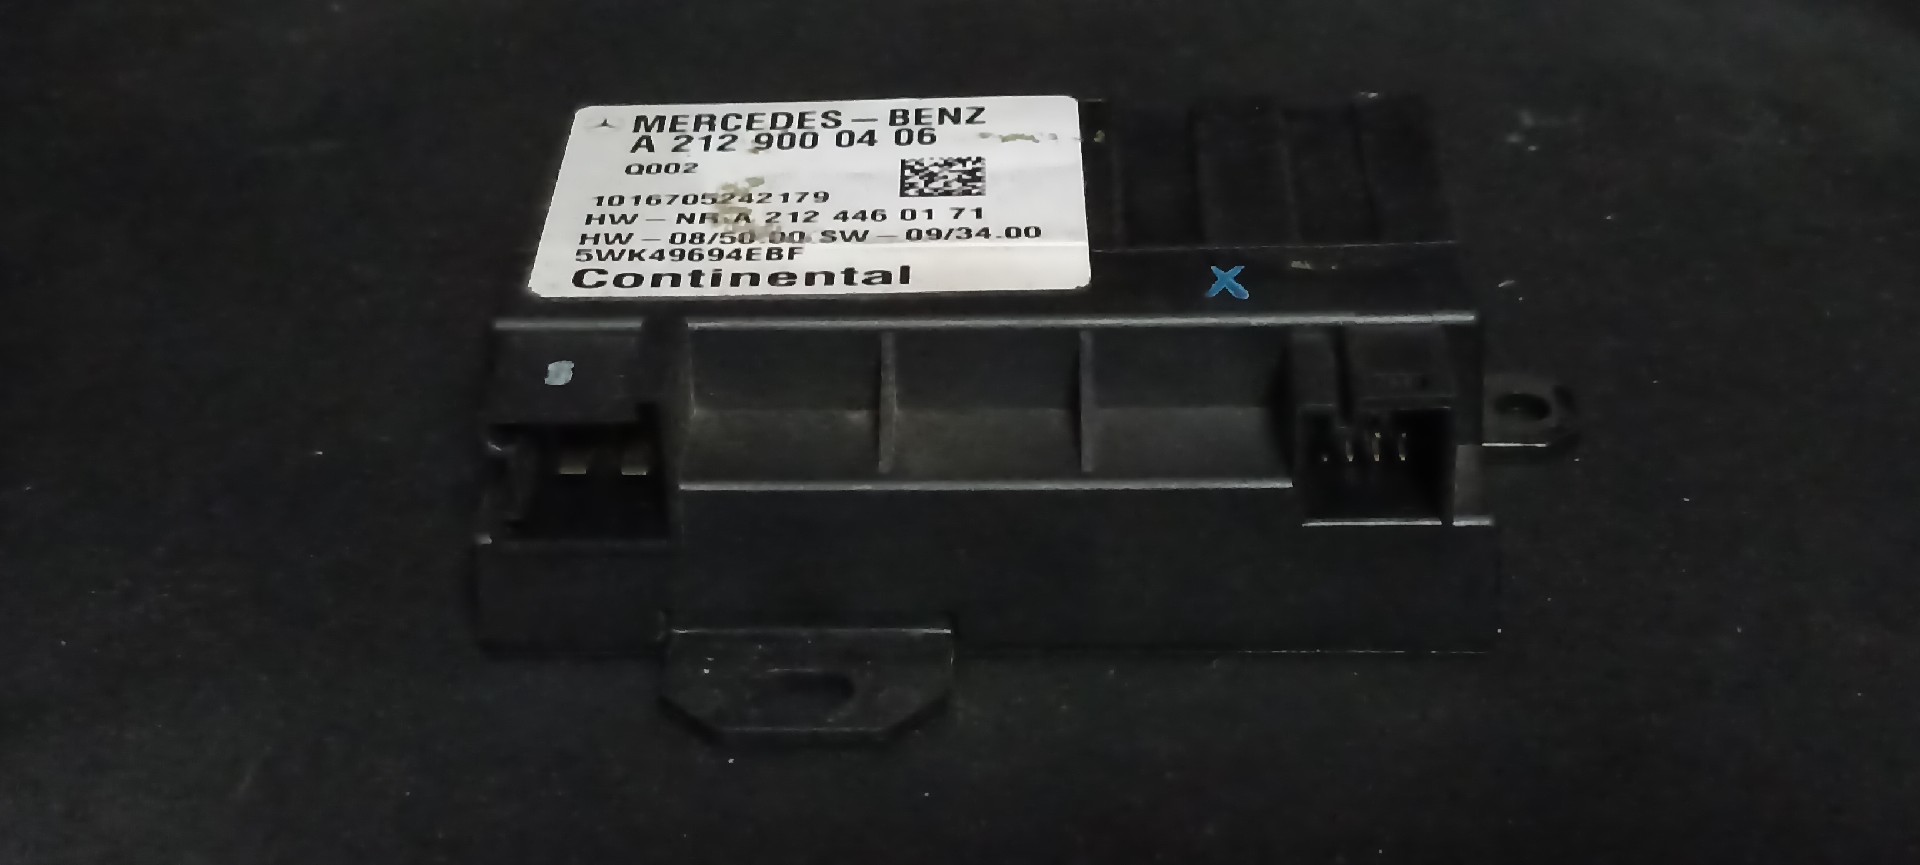 MERCEDES - BENZ
A 212 900 04 06
Q002
1016705242179
HW - NR.A 212 446 01 71
HW - 08/50.00 SW - 09/34.00
5WK49694EBF
Continental
X